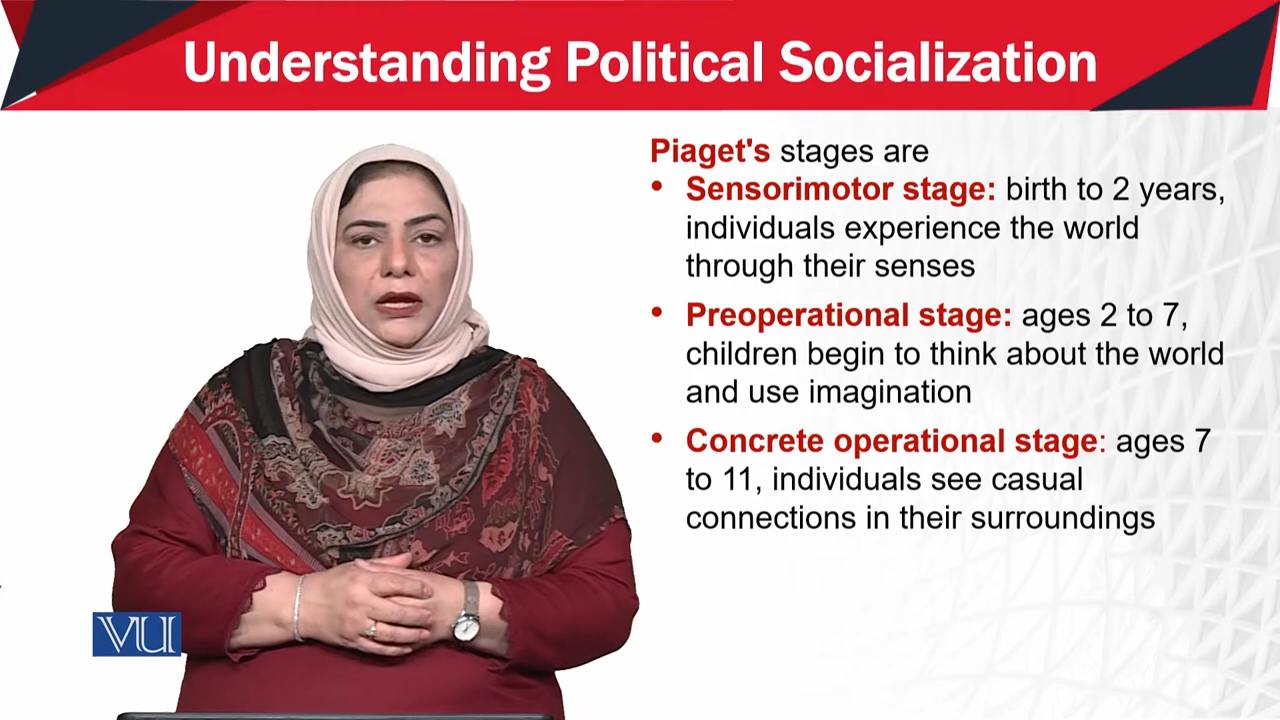 Understanding Political Socialization
Piaget's stages are
• Sensorimotor stage: birth to 2 years,
individuals experience the world
through their senses
• Preoperational stage: ages 2 to 7,
children begin to think about the world
and use imagination
• Concrete operational stage: ages 7
to 11, individuals see casual
connections in their surroundings
VU